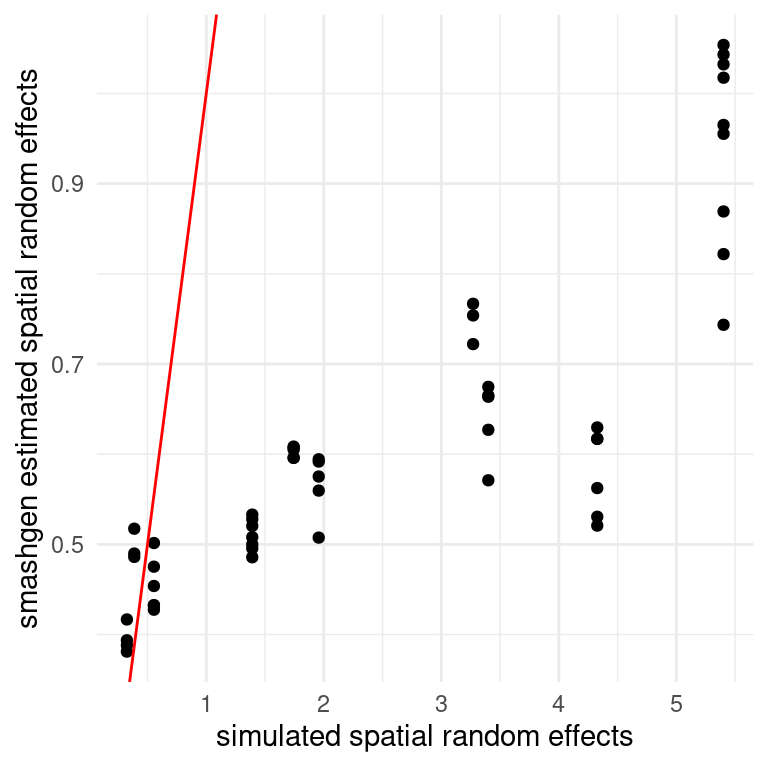 smashgen estimated spatial random effects
0.9
0.7
0.5
1 2 3 4 5
simulated spatial random effects